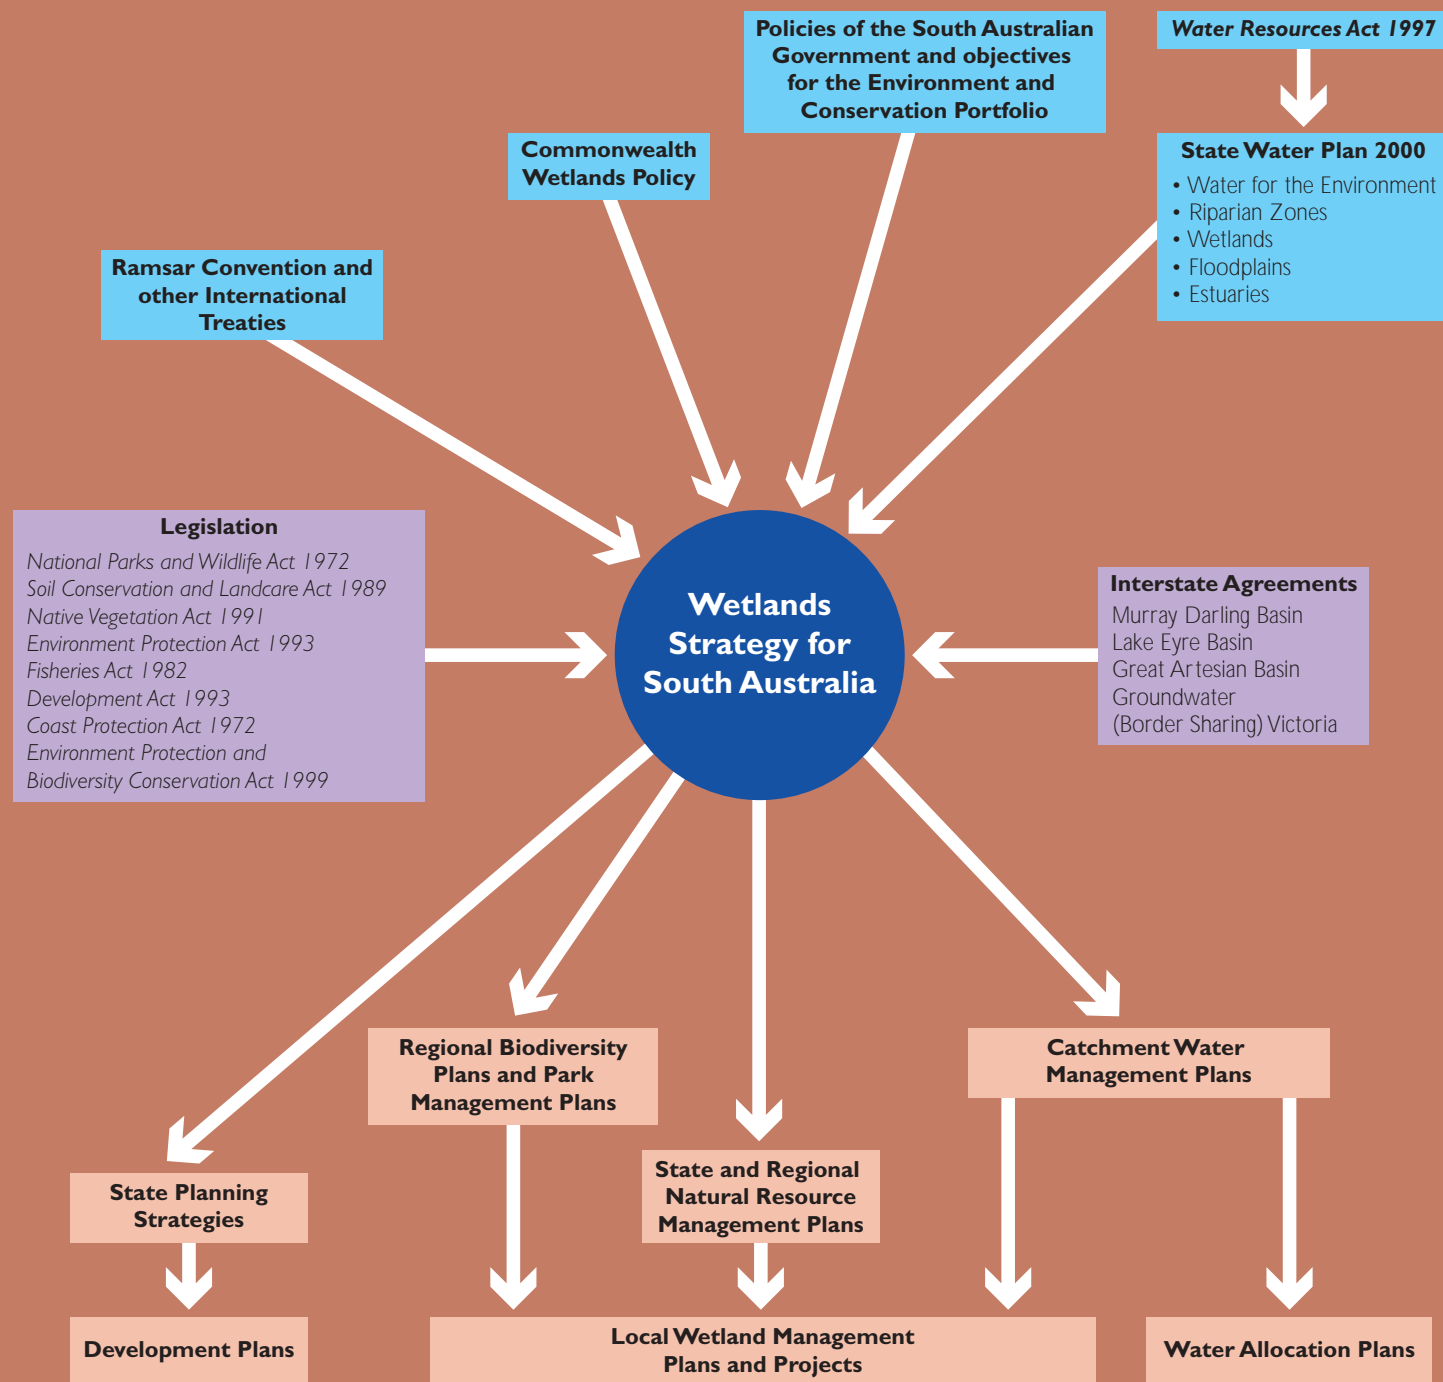 Policies of the South Australian
Government and objectives
for the Environment and
Conservation Portfolio
Water Resources Act 1997
Commonwealth
Wetlands Policy
State Water Plan 2000
• Water for the Environment
• Riparian Zones
• Wetlands
• Floodplains
• Estuaries
Ramsar Convention and
other International
Treaties
Legislation
National Parks and Wildlife Act 1972
Soil Conservation and Landcare Act 1989
Native Vegetation Act 1991
Environment Protection Act 1993
Fisheries Act 1982
Development Act 1993
Coast Protection Act 1972
Environment Protection and
Biodiversity Conservation Act 1999
Wetlands
Strategy for
South Australia
Interstate Agreements
Murray Darling Basin
Lake Eyre Basin
Great Artesian Basin
Groundwater
(Border Sharing) Victoria
Regional Biodiversity
Plans and Park
Management Plans
Catchment Water
Management Plans
State Planning
Strategies
State and Regional
Natural Resource
Management Plans
Development Plans
Local Wetland Management
Plans and Projects
Water Allocation Plans